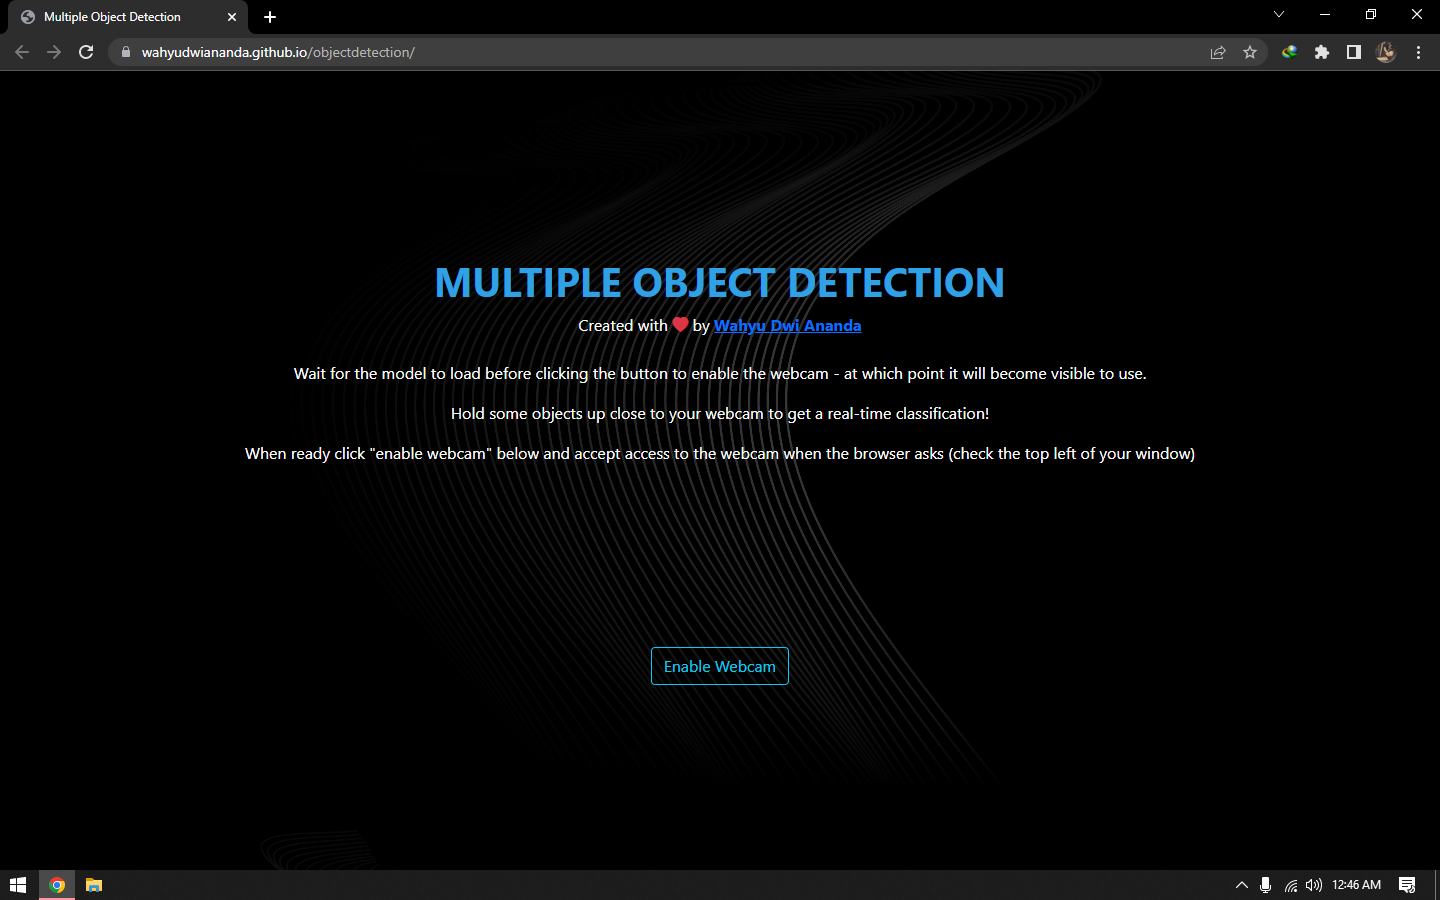 Multiple Object Detection
wahyudwiananda.github.io/objectdetection/
MULTIPLE OBJECT DETECTION
Created with ❤ by Wahyu Dwi Ananda
Wait for the model to load before clicking the button to enable the webcam - at which point it will become visible to use.
Hold some objects up close to your webcam to get a real-time classification!
When ready click "enable webcam" below and accept access to the webcam when the browser asks (check the top left of your window)
Enable Webcam
12:46 AM